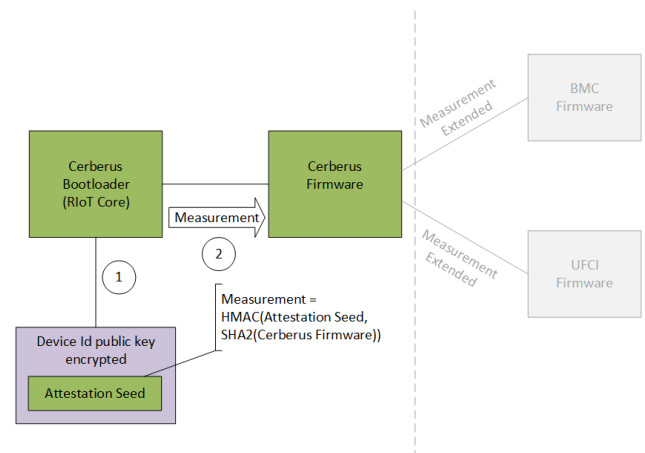 Cerberus
Bootloader
(RIoT Core)
Measurement
Cerberus
Firmware
Measurement
Extended
BMC
Firmware
Measurement
Extended
UFCI
Firmware
1
2
Measurement =
HMAC(Attestation Seed,
SHA2(Cerberus Firmware))
Device Id public key
encrypted
Attestation Seed